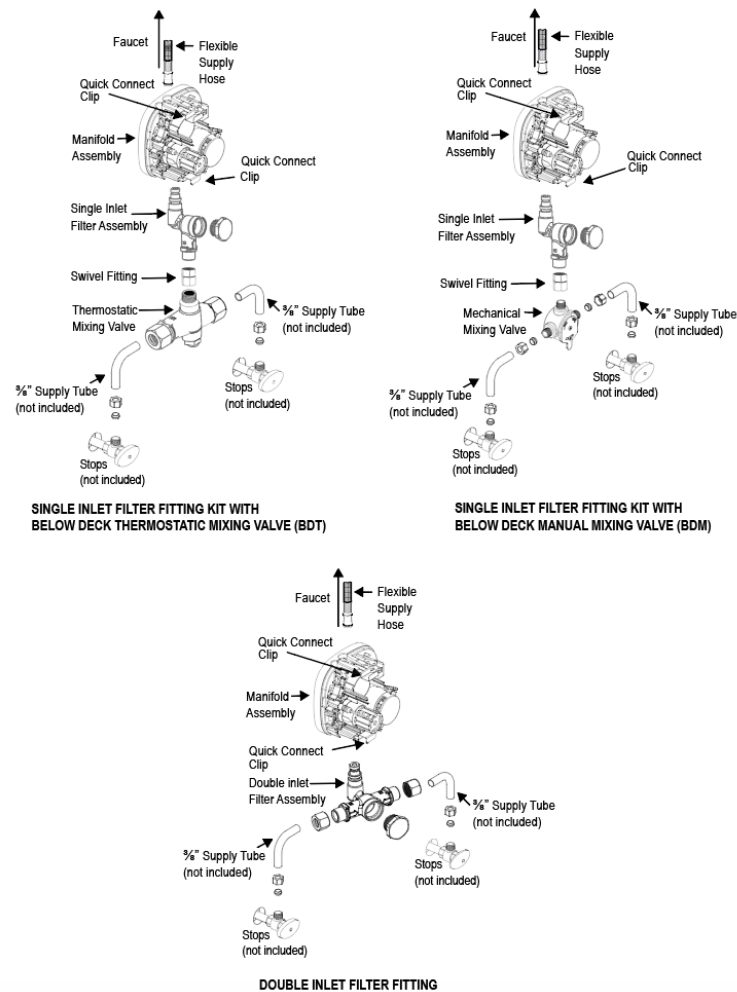 Faucet
Flexible
Supply
Hose
Quick Connect
Clip
Manifold
Assembly
Quick Connect
Clip
Single Inlet
Filter Assembly
Swivel Fitting
Thermostatic
Mixing Valve
⅜" Supply Tube
(not included)
⅜" Supply Tube
(not included)
Stops
(not included)
Stops
(not included)
SINGLE INLET FILTER FITTING KIT WITH
BELOW DECK THERMOSTATIC MIXING VALVE (BDT)
Faucet
Flexible
Supply
Hose
Quick Connect
Clip
Manifold
Assembly
Quick Connect
Clip
Single Inlet
Filter Assembly
Swivel Fitting
Mechanical
Mixing Valve
⅜" Supply Tube
(not included)
Stops
(not included)
⅜" Supply Tube
(not included)
Stops
(not included)
SINGLE INLET FILTER FITTING KIT WITH
BELOW DECK MANUAL MIXING VALVE (BDM)
Faucet
Flexible
Supply
Hose
Quick Connect
Clip
Manifold
Assembly
Quick Connect
Clip
Double inlet
Filter Assembly
⅜" Supply Tube
(not included)
⅜" Supply Tube
(not included)
Stops
(not included)
Stops
(not included)
DOUBLE INLET FILTER FITTING